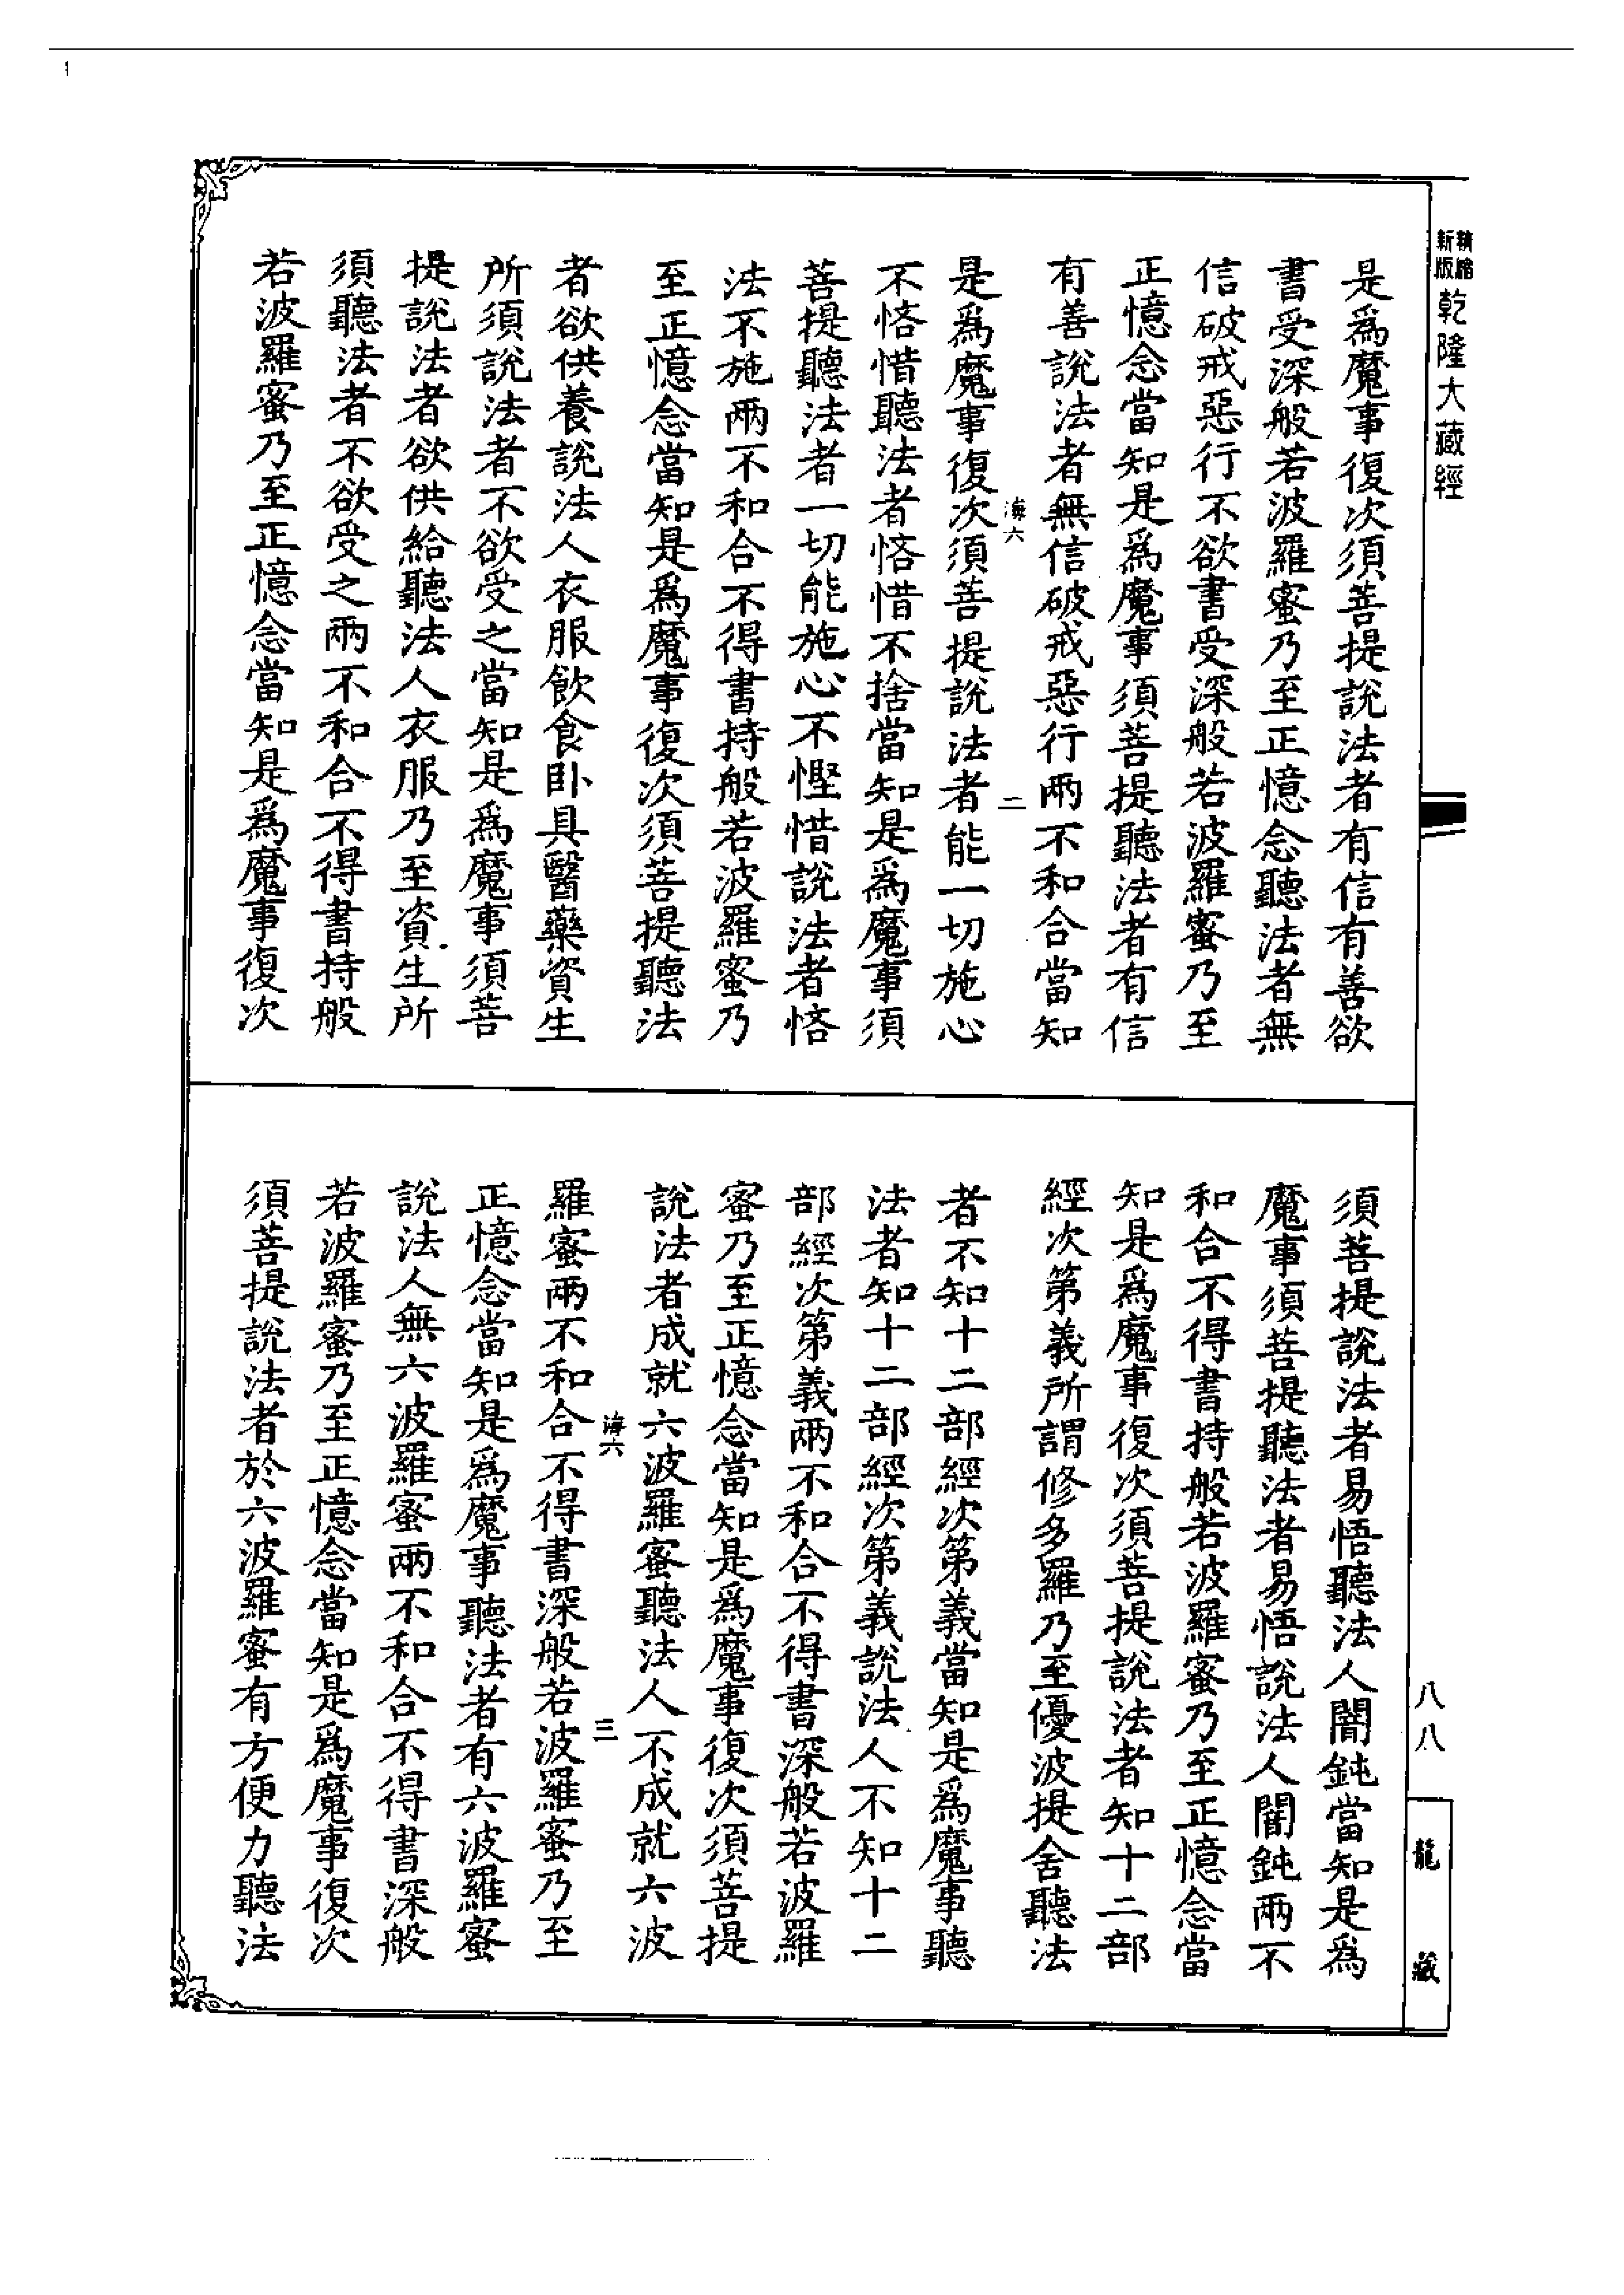 精縮
新版
乾隆大藏經
是爲魔事復次須菩提說法者有信有善欲
書受深般若波羅蜜乃至正憶念聽法者無
信破戒惡行不欲書受深般若波羅蜜乃至
正憶念當知是爲魔事須菩提聽法者有信
有善說法者無信破戒惡行兩不和合當知
海六
二
是爲魔事復次須菩提說法者能一切施心
不悋惜聽法者悋惜不捨當知是爲魔事須
菩提聽法者一切能施心不慳惜說法者悋
法不施兩不和合不得書持般若波羅蜜乃
至正憶念當知是爲魔事復次須菩提聽法
者欲供養說法人衣服飲食卧具醫藥資生
所須說法者不欲受之當知是爲魔事須菩
提說法者欲供給聽法人衣服乃至資生所
須聽法者不欲受之兩不和合不得書持般
若波羅蜜乃至正憶念當知是爲魔事復次
須菩提說法者易悟聽法人闇鈍當知是爲
魔事須菩提聽法者易悟說法人闇鈍兩不
和合不得書持般若波羅蜜乃至正憶念當
知是爲魔事復次須菩提說法者知十二部
經次第義所謂修多羅乃至優波提舍聽法
者不知十二部經次第義當知是爲魔事聽
法者知十二部經次第義說法人不知十二
部經次第義兩不和合不得書深般若波羅
蜜乃至正憶念當知是爲魔事復次須菩提
說法者成就六波羅蜜聽法人不成就六波
海六
三
羅蜜兩不和合不得書深般若波羅蜜乃至
正憶念當知是爲魔事聽法者有六波羅蜜
說法人無六波羅蜜兩不和合不得書深般
若波羅蜜乃至正憶念當知是爲魔事復次
須菩提說法者於六波羅蜜有方便力聽法
八八
龍藏